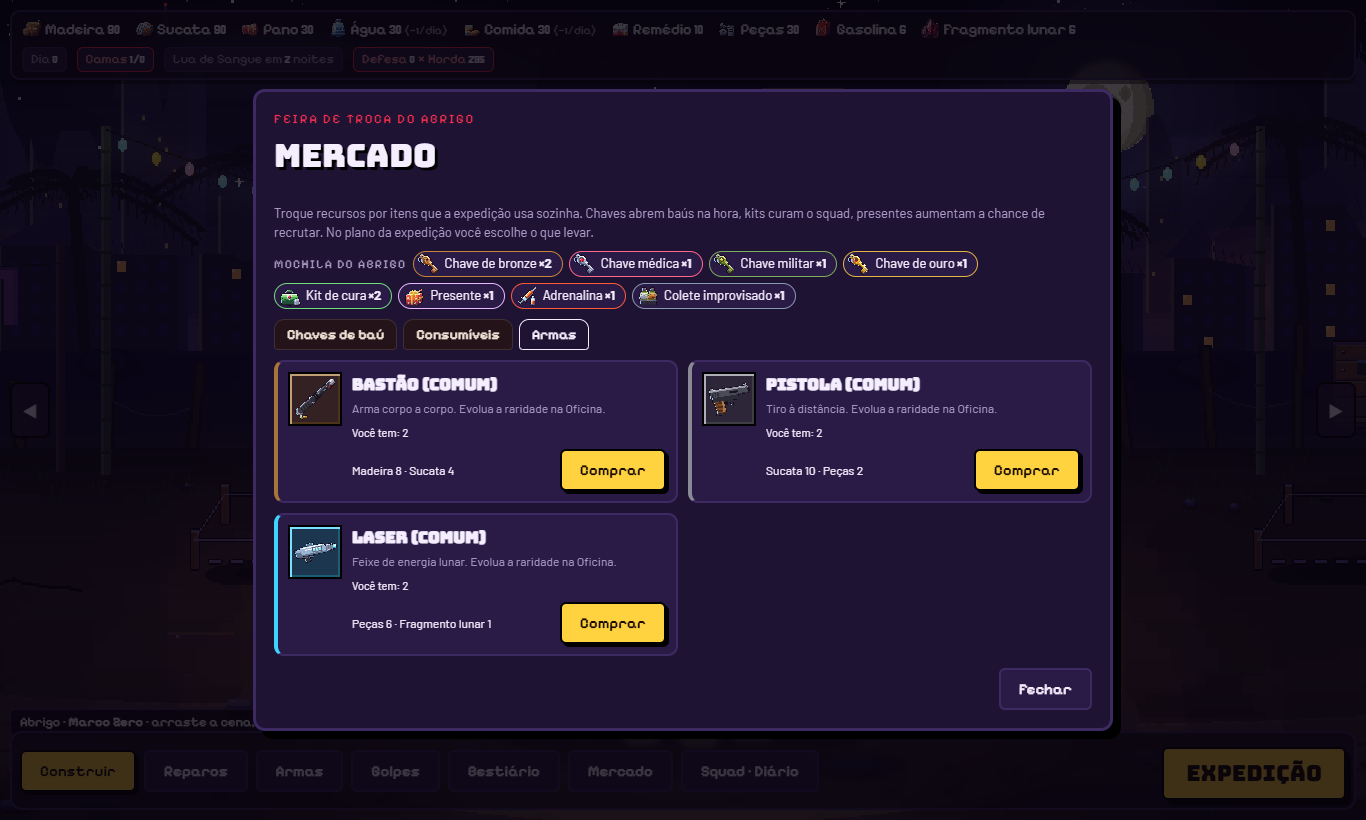 Madeira 90 Sucata 90 Pano 30 Água 30 (-1/dia) Comida 30 (-1/dia) Remédio 10 Peças 30 Gasolina 6 Fragmento lunar 6
Dia 0 Camas 1/0 Lua de Sangue em 2 noites Defesa 0 × Horda 255
FEIRA DE TROCA DO ABRIGO
MERCADO
Troque recursos por itens que a expedição usa sozinha. Chaves abrem baús na hora, kits curam o squad, presentes aumentam a chance de
recrutar. No plano da expedição você escolhe o que levar.
MOCHILA DO ABRIGO Chave de bronze ×2 Chave médica ×1 Chave militar ×1 Chave de ouro ×1
Kit de cura ×2 Presente ×1 Adrenalina ×1 Colete improvisado ×1
Chaves de baú Consumíveis Armas
BASTÃO (COMUM)
Arma corpo a corpo. Evolua a raridade na Oficina.
Você tem: 2
Madeira 8 · Sucata 4
Comprar
PISTOLA (COMUM)
Tiro à distância. Evolua a raridade na Oficina.
Você tem: 2
Sucata 10 · Peças 2
Comprar
LASER (COMUM)
Feixe de energia lunar. Evolua a raridade na Oficina.
Você tem: 2
Peças 6 · Fragmento lunar 1
Comprar
Fechar
Abrigo · Marco Zero · arraste a cena
Construir Reparos Armas Golpes Bestiário Mercado Squad · Diário EXPEDIÇÃO